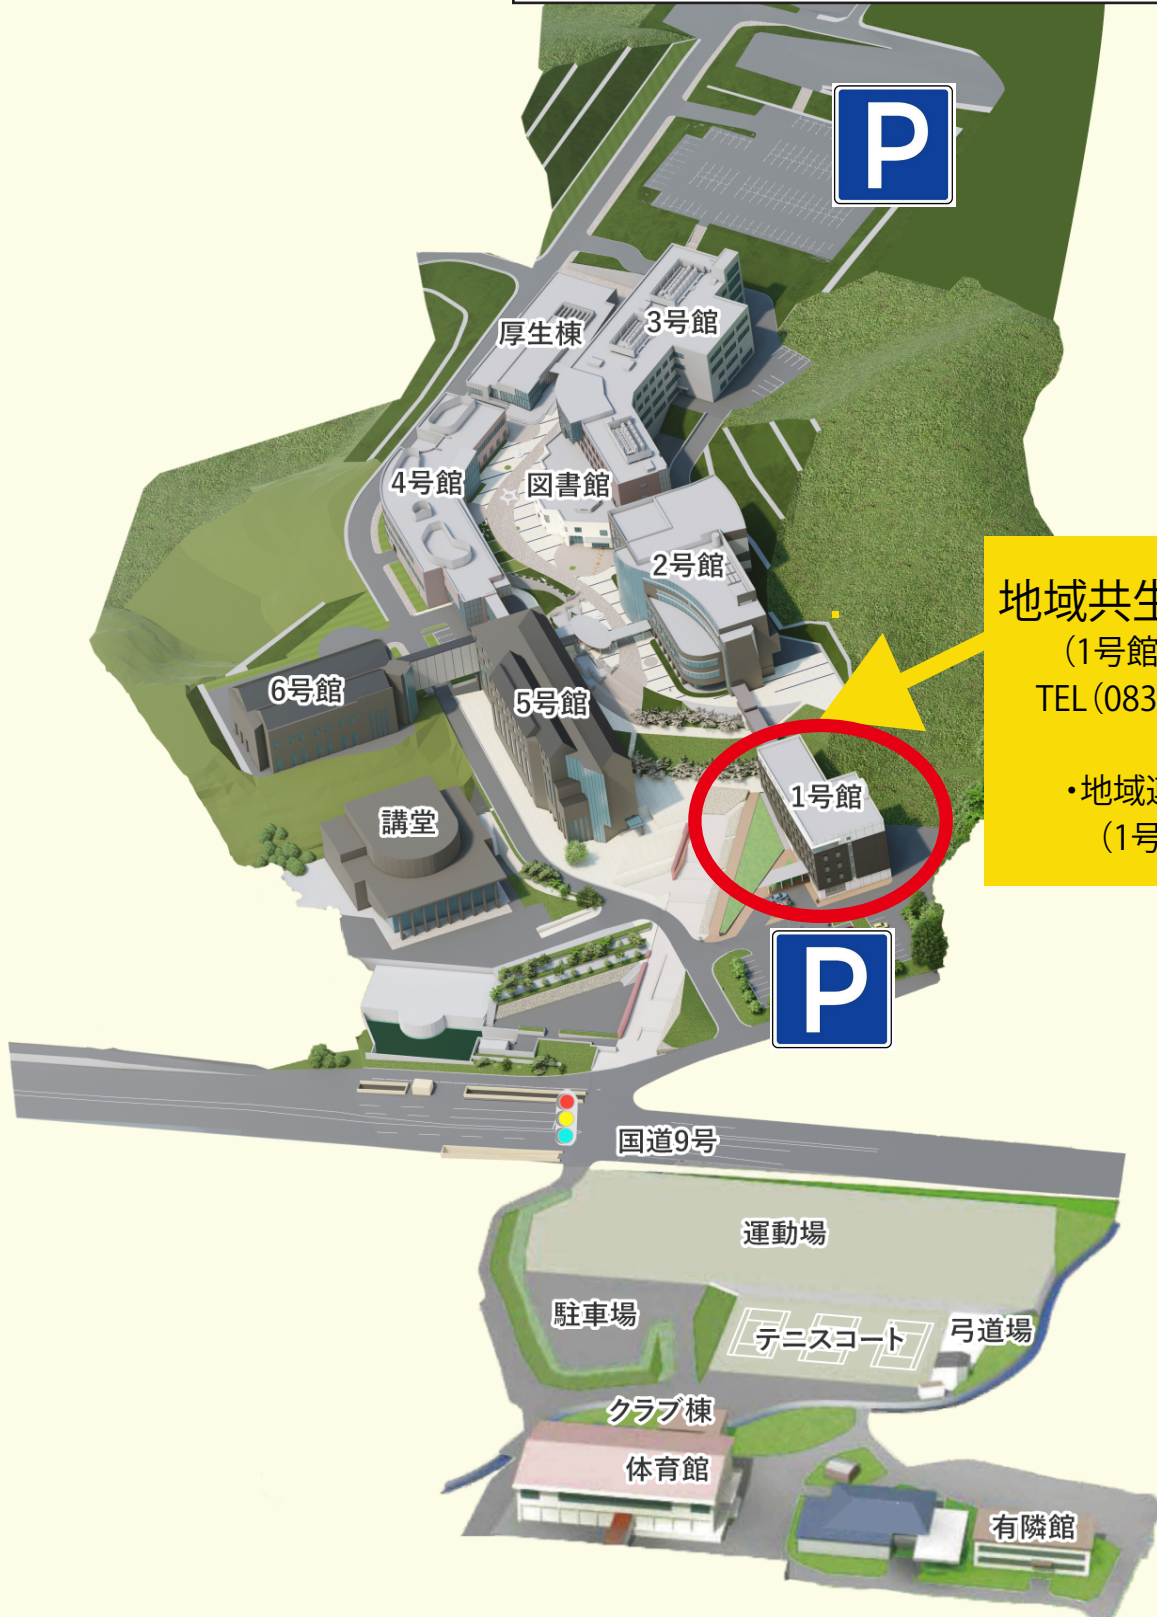 P
3号館
厚生棟
4号館
図書館
2号館
地域共生
（1号館
TEL（083
6号館
5号館
・地域連
（1号
1号館
講堂
P
国道9号
運動場
駐車場
テニスコート
弓道場
クラブ棟
体育館
有隣館